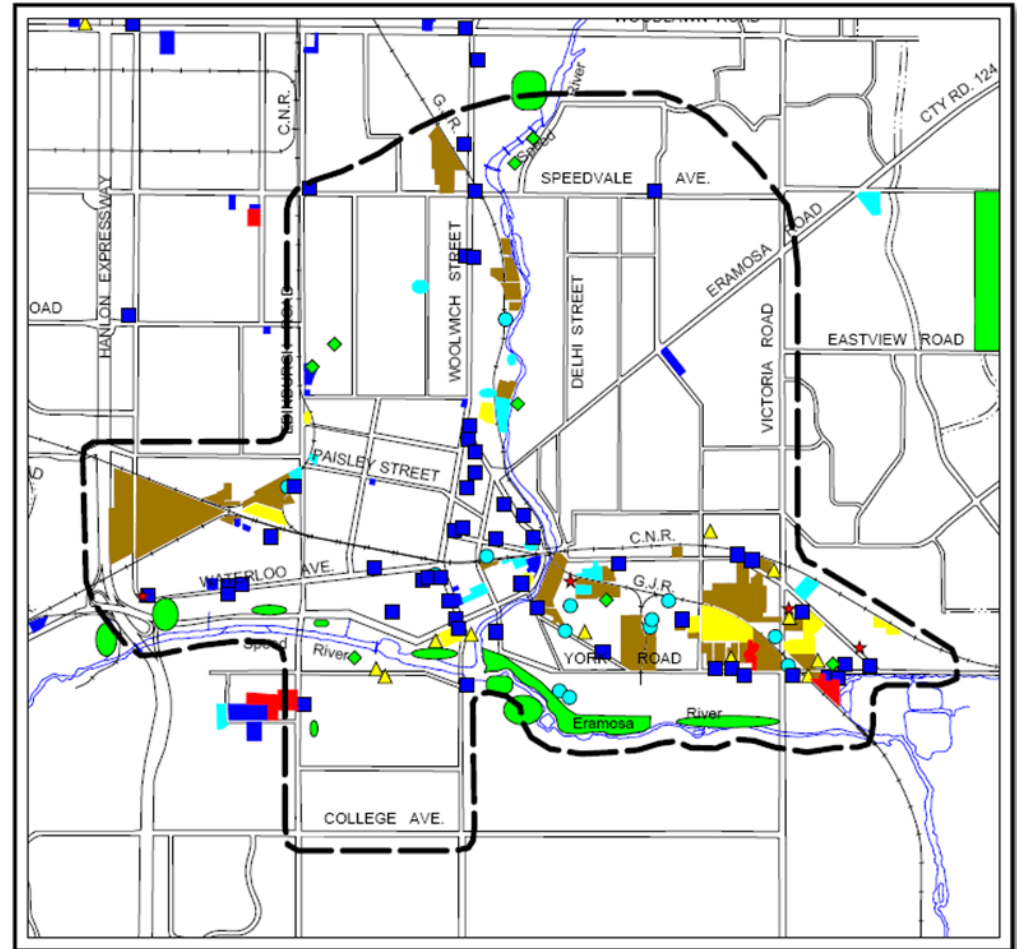 WOODLAWN ROAD
CTY RD. 124
River
G.J.R.
C.N.R.
Speed
SPEEDVALE AVE.
HANLON EXPRESSWAY
ERAMOSA ROAD
WOOLWICH STREET
OAD
EDINBURGH ROAD
DELHI STREET
VICTORIA ROAD
EASTVIEW ROAD
PAISLEY STREET
D
C.N.R.
WATERLOO AVE.
G.J.R.
Speed River
YORK ROAD
Eramosa River
COLLEGE AVE.